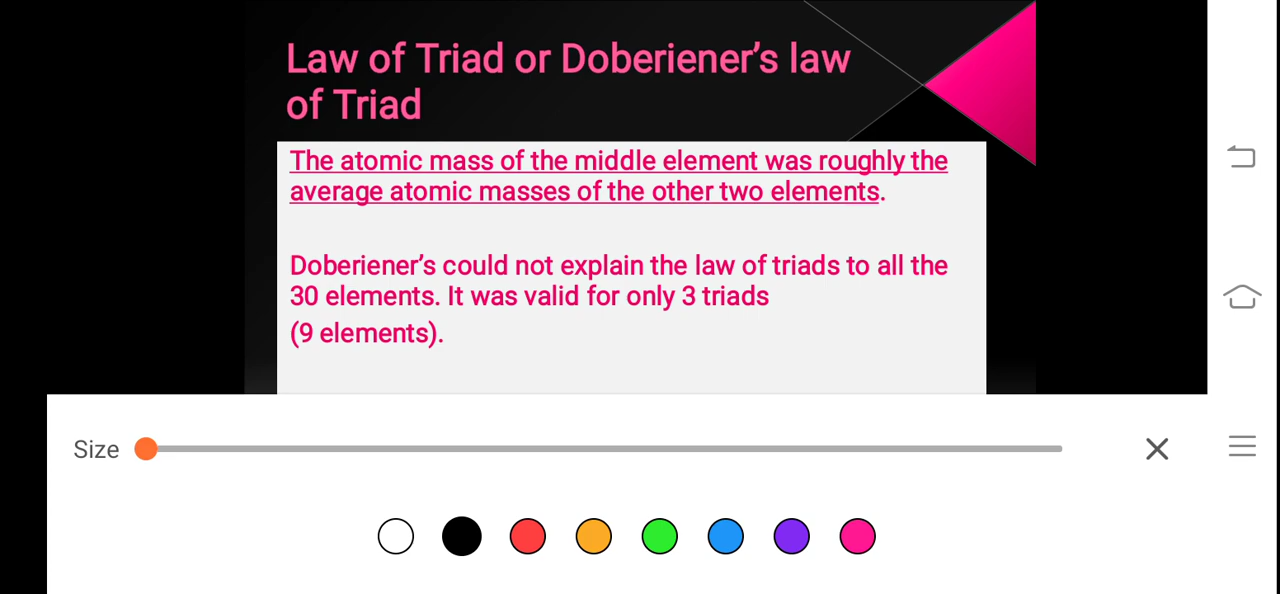 Law of Triad or Doberiener’s law
of Triad
The atomic mass of the middle element was roughly the
average atomic masses of the other two elements.
Doberiener’s could not explain the law of triads to all the
30 elements. It was valid for only 3 triads
(9 elements).
Size